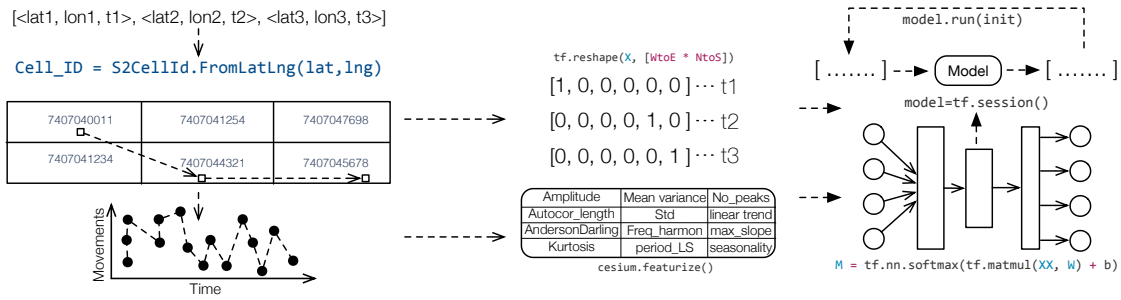 [<lat1, lon1, t1>, <lat2, lon2, t2>, <lat3, lon3, t3>]
Cell_ID = S2CellId.FromLatLng(lat,lng)
7407040011 7407041254 7407047698
7407041234 7407044321 7407045678
Movements
Time
tf.reshape(X, [WtoE * NtoS])
[1, 0, 0, 0, 0, 0] ··· t1
[0, 0, 0, 0, 1, 0] ··· t2
[0, 0, 0, 0, 0, 1] ··· t3
Amplitude Mean variance No_peaks
Autocor_length Std linear trend
AndersonDarling Freq_harmon max_slope
Kurtosis period_LS seasonality
cesium.featurize()
model.run(init)
[ ....... ] Model [ ....... ]
model=tf.session()
M = tf.nn.softmax(tf.matmul(XX, W) + b)